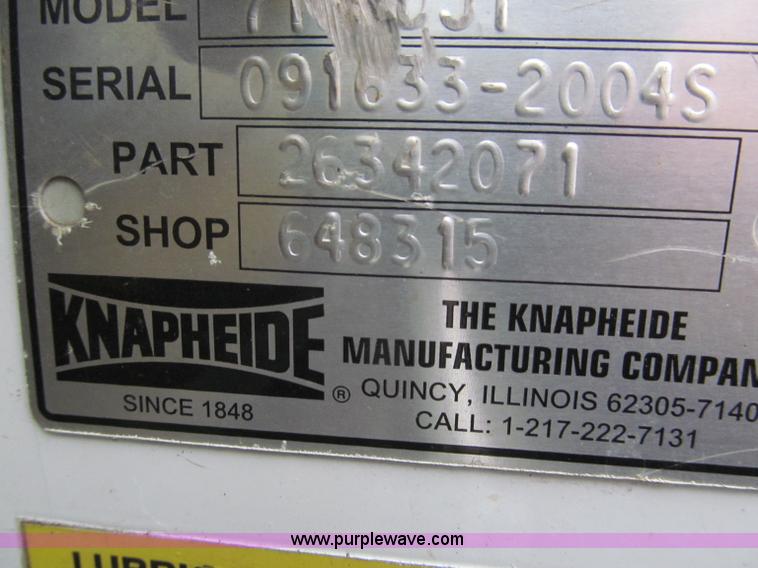 MODEL
SERIAL 091633-2004S
PART 26342071
SHOP 648315
KNAPHEIDE ®
SINCE 1848
THE KNAPHEIDE
MANUFACTURING COMPAN
QUINCY, ILLINOIS 62305-7140
CALL: 1-217-222-7131
www.purplewave.com